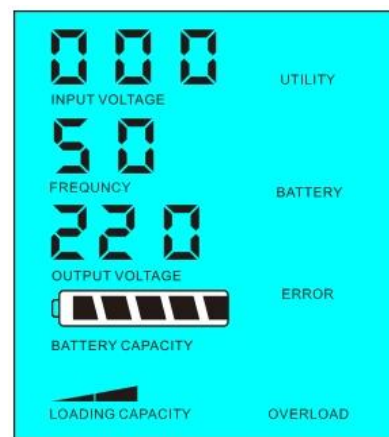 000
UTILITY
INPUT VOLTAGE
50
FREQUNCY
BATTERY
220
OUTPUT VOLTAGE
ERROR
BATTERY CAPACITY
LOADING CAPACITY
OVERLOAD